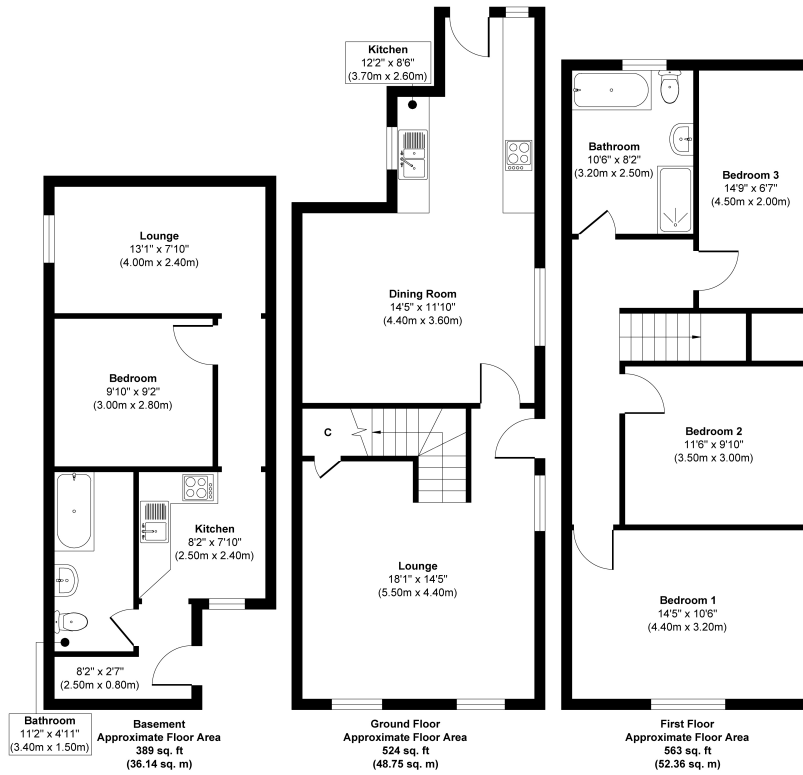 Kitchen
12'2" x 8'6"
(3.70m x 2.60m)
Bathroom
10'6" x 8'2"
(3.20m x 2.50m)
Bedroom 3
14'9" x 6'7"
(4.50m x 2.00m)
Lounge
13'1" x 7'10"
(4.00m x 2.40m)
Dining Room
14'5" x 11'10"
(4.40m x 3.60m)
Bedroom
9'10" x 9'2"
(3.00m x 2.80m)
C
Bedroom 2
11'6" x 9'10"
(3.50m x 3.00m)
Kitchen
8'2" x 7'10"
(2.50m x 2.40m)
Lounge
18'1" x 14'5"
(5.50m x 4.40m)
Bedroom 1
14'5" x 10'6"
(4.40m x 3.20m)
8'2" x 2'7"
(2.50m x 0.80m)
Bathroom
11'2" x 4'11"
(3.40m x 1.50m)
Basement
Approximate Floor Area
389 sq. ft
(36.14 sq. m)
Ground Floor
Approximate Floor Area
524 sq. ft
(48.75 sq. m)
First Floor
Approximate Floor Area
563 sq. ft
(52.36 sq. m)